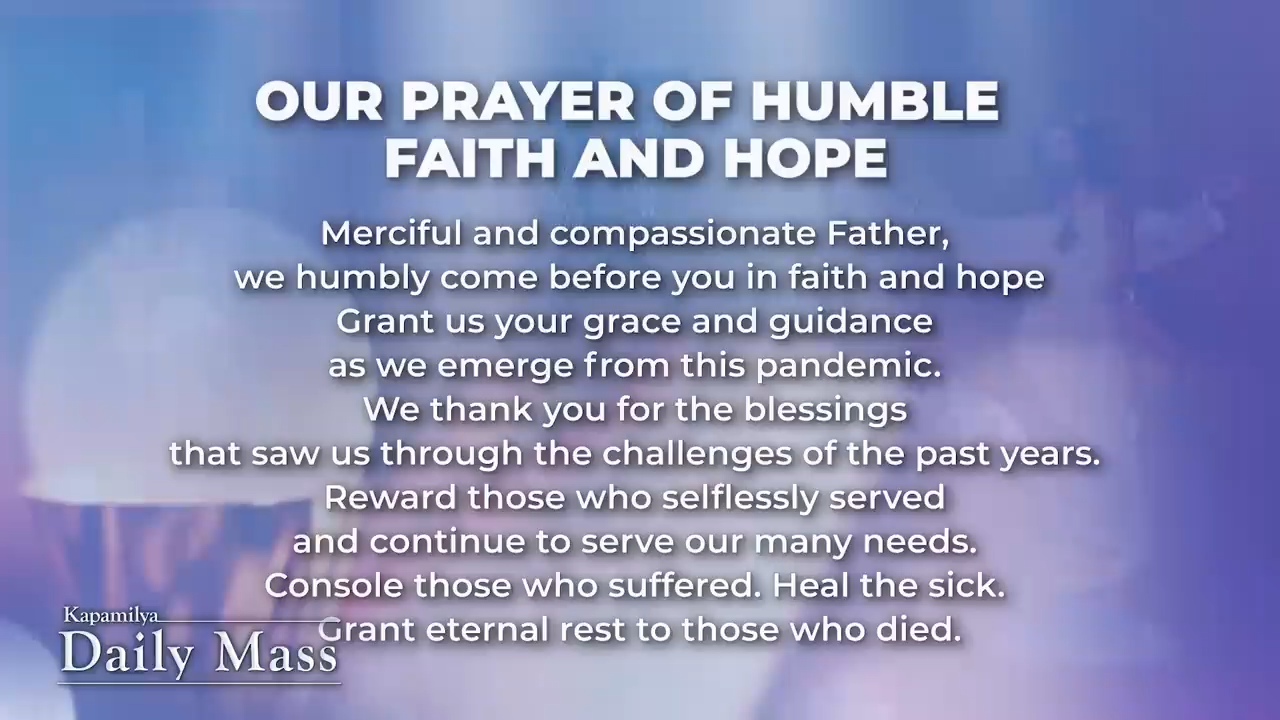 OUR PRAYER OF HUMBLE
FAITH AND HOPE
Merciful and compassionate Father,
we humbly come before you in faith and hope
Grant us your grace and guidance
as we emerge from this pandemic.
We thank you for the blessings
that saw us through the challenges of the past years.
Reward those who selflessly served
and continue to serve our many needs.
Console those who suffered. Heal the sick.
Grant eternal rest to those who died.
Kapamilya
Daily Mass